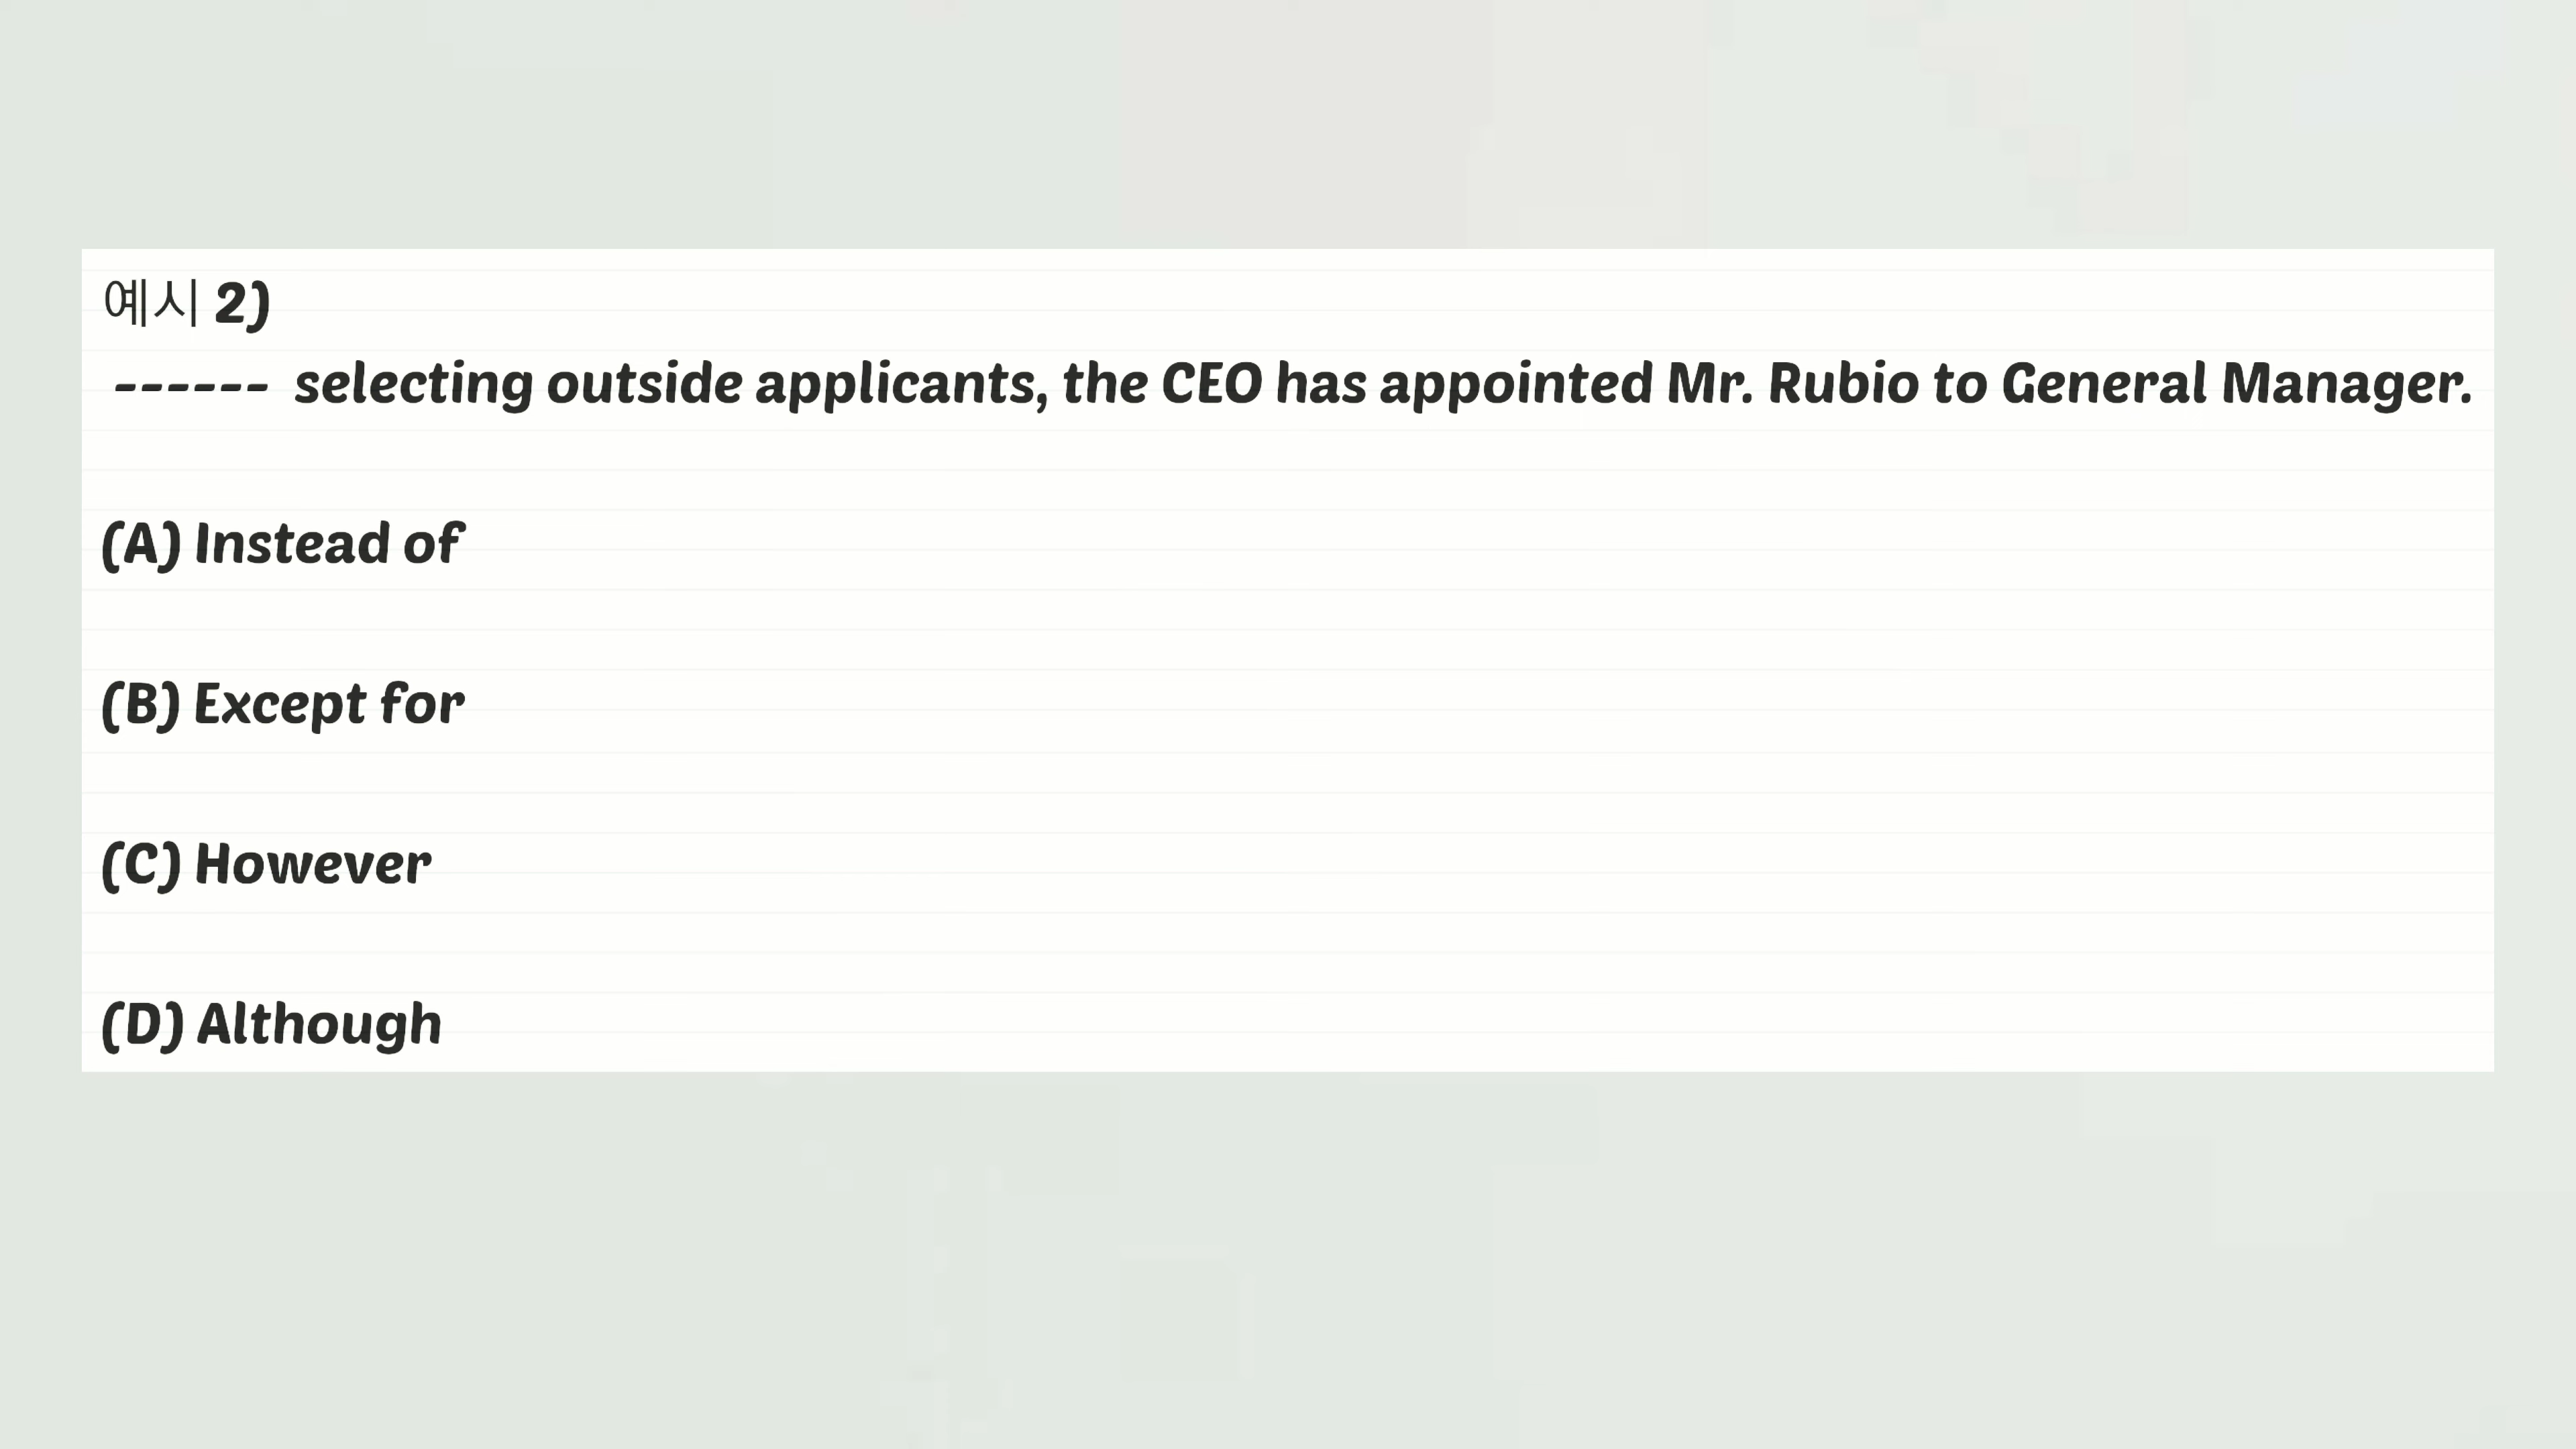 예시 2)
------ selecting outside applicants, the CEO has appointed Mr. Rubio to General Manager.
(A) Instead of
(B) Except for
(C) However
(D) Although